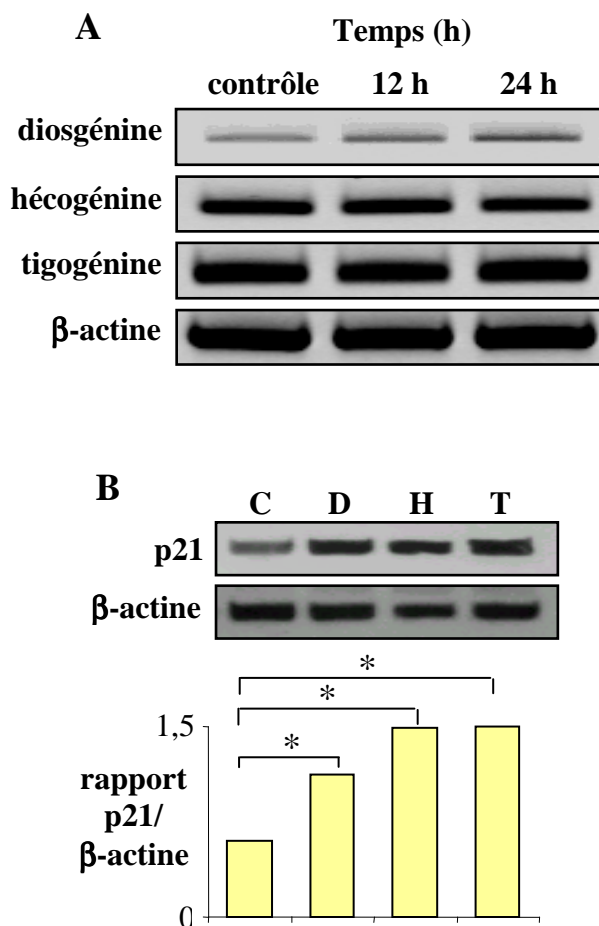 A
Temps (h)
contrôle 12 h 24 h
diosgénine
hécogénine
tigogénine
β-actine
B
C D H T
p21
β-actine
*
*
*
1,5
rapport
p21/
β-actine
0